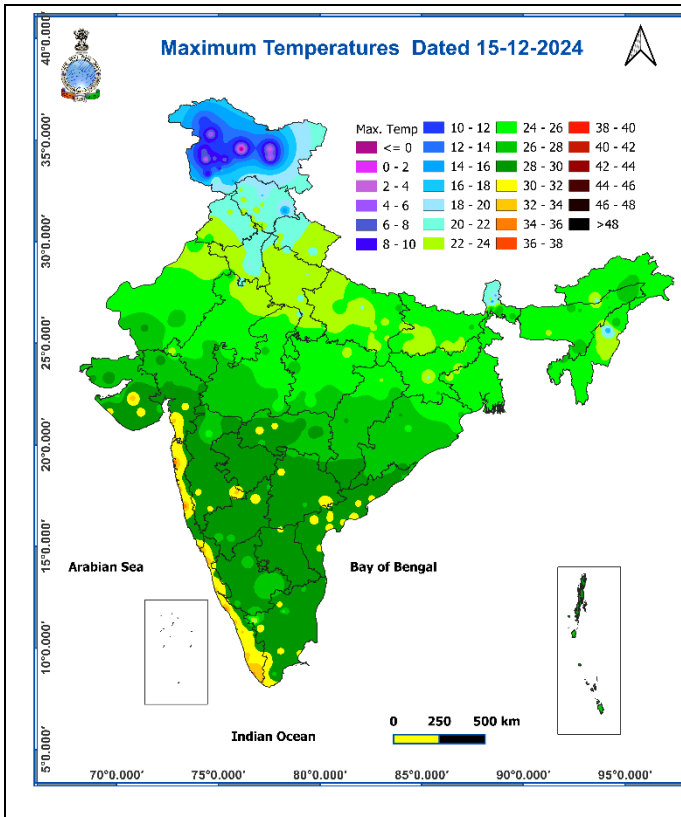 Maximum Temperatures Dated 15-12-2024
Max. Temp
<= 0
0 - 2
2 - 4
4 - 6
6 - 8
8 - 10
10 - 12
12 - 14
14 - 16
16 - 18
18 - 20
20 - 22
22 - 24
24 - 26
26 - 28
28 - 30
30 - 32
32 - 34
34 - 36
36 - 38
38 - 40
40 - 42
42 - 44
44 - 46
46 - 48
>48
40°0.000'
35°0.000'
30°0.000'
25°0.000'
20°0.000'
15°0.000'
10°0.000'
5°0.000'
Arabian Sea
Bay of Bengal
Indian Ocean
0 250 500 km
70°0.000' 75°0.000' 80°0.000' 85°0.000' 90°0.000' 95°0.000'